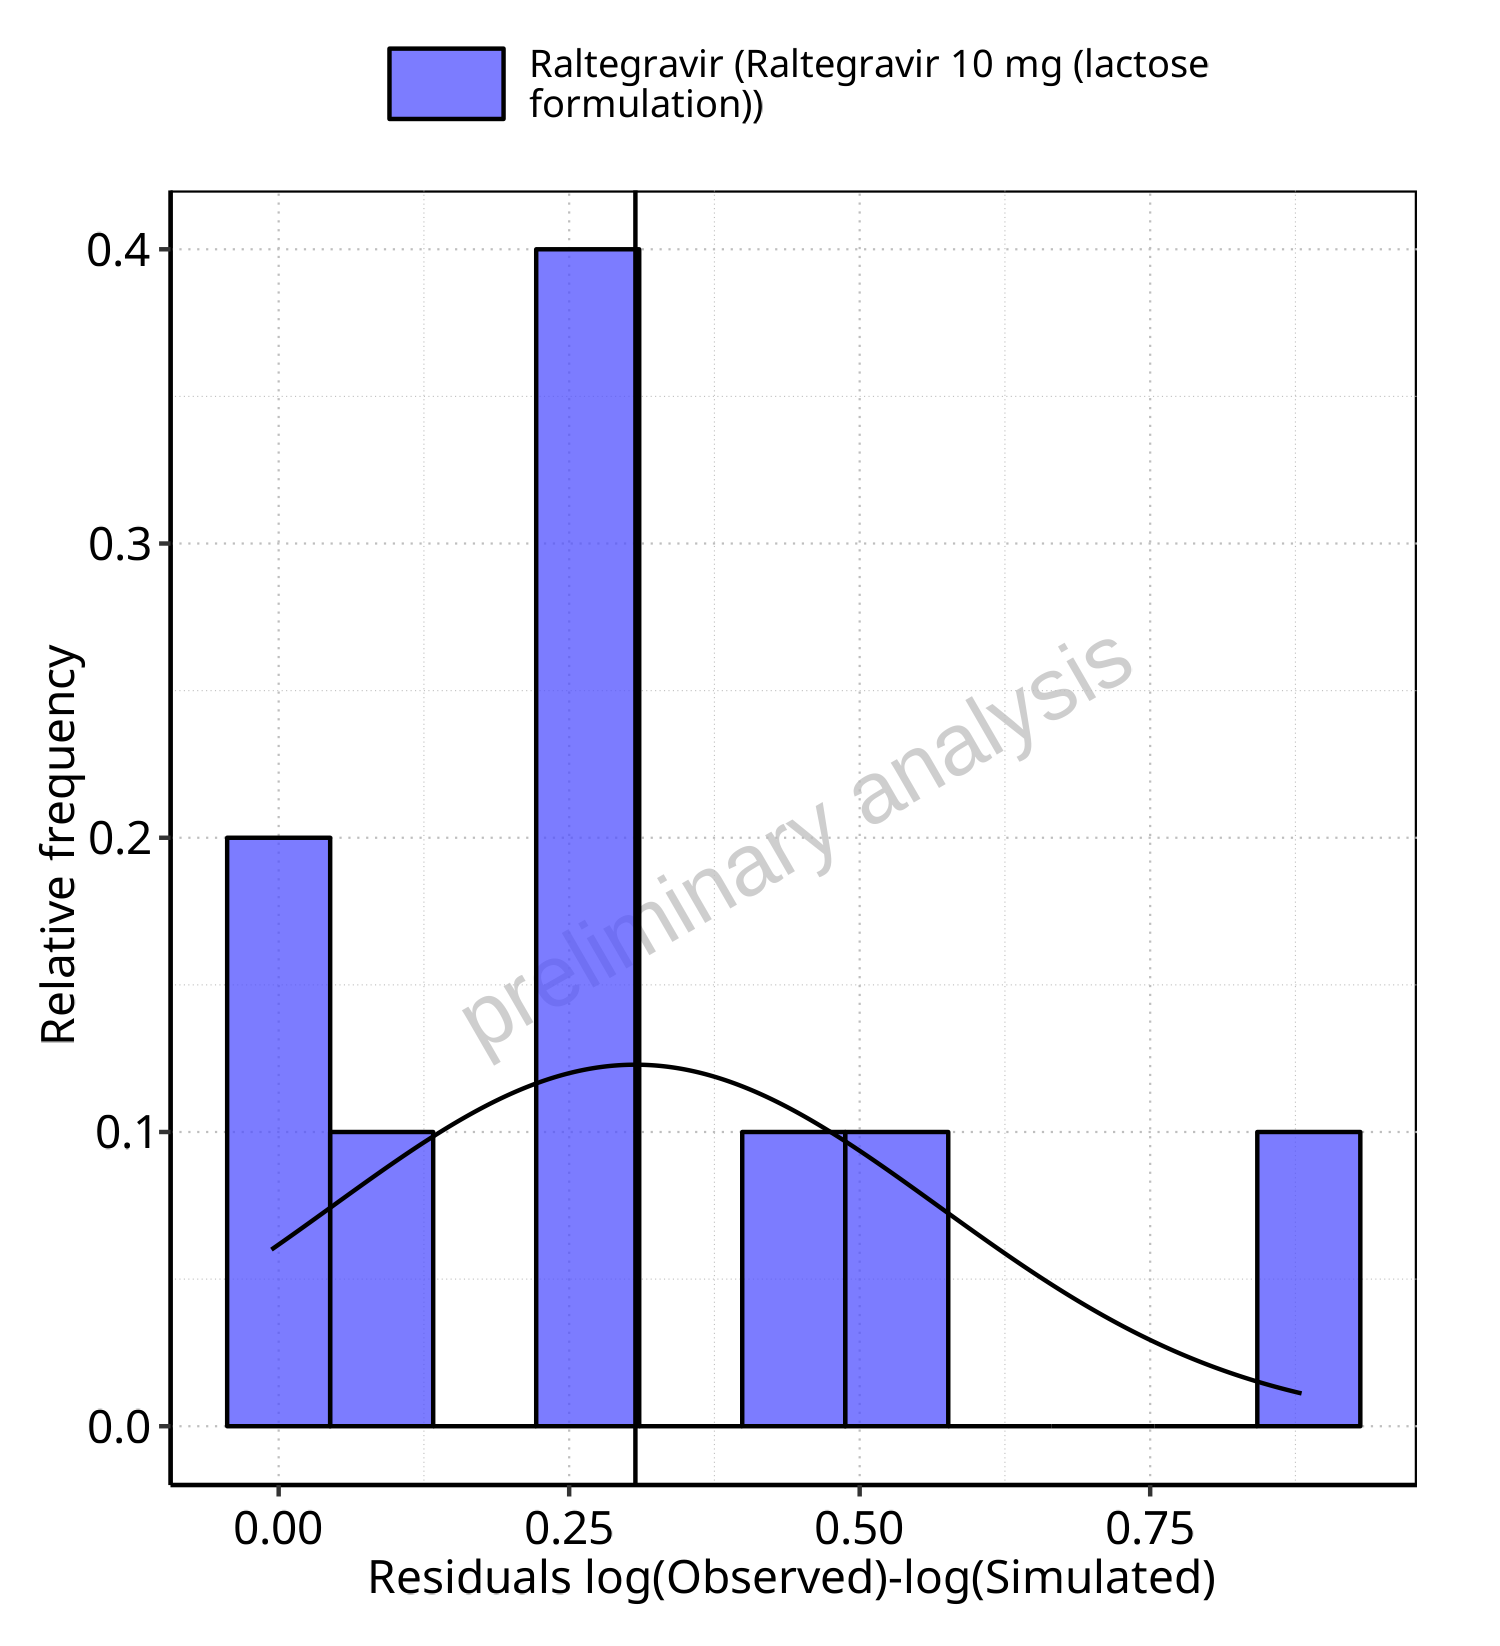 Raltegravir (Raltegravir 10 mg (lactose
formulation))
0.4
0.3
0.2
0.1
0.0
Relative frequency
preliminary analysis
0.00 0.25 0.50 0.75
Residuals log(Observed)-log(Simulated)